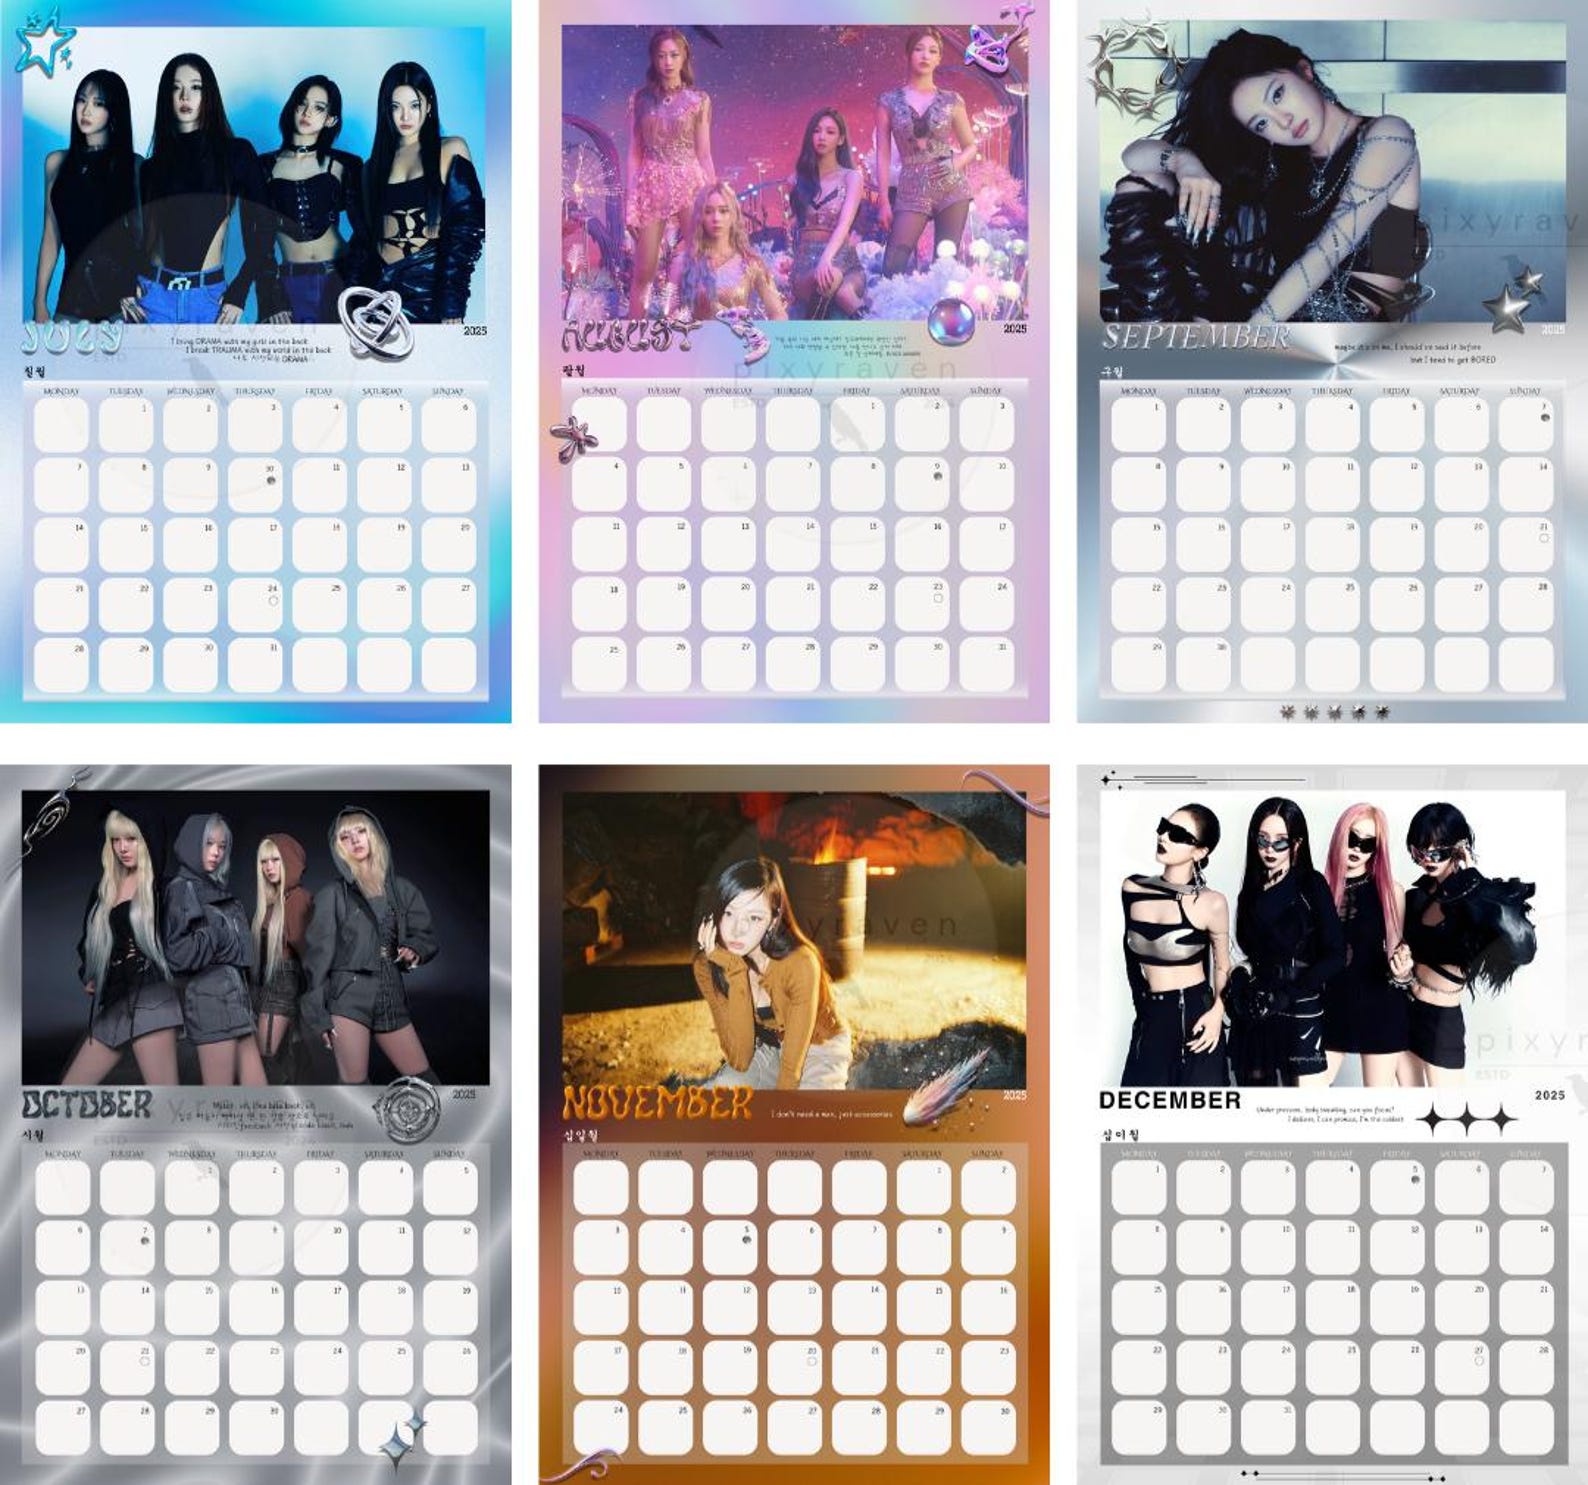 JULY
2025
I bring DRAMA with my girls in the back
I break TRAUMA with my world in the back
나로 시작되는 DRAMA
칠월
MONDAY TUESDAY WEDNESDAY THURSDAY FRIDAY SATURDAY SUNDAY
1 2 3 4 5 6
7 8 9 10 11 12 13
14 15 16 17 18 19 20
21 22 23 24 25 26 27
28 29 30 31
AUGUST
2025
팔월
pixyraven
ESTD
MONDAY TUESDAY WEDNESDAY THURSDAY FRIDAY SATURDAY SUNDAY
1 2 3
4 5 6 7 8 9 10
11 12 13 14 15 16 17
18 19 20 21 22 23 24
25 26 27 28 29 30 31
pixyrav
SEPTEMBER
2025
maybe it's in me, I should've said it before
but I tend to get BORED
구월
MONDAY TUESDAY WEDNESDAY THURSDAY FRIDAY SATURDAY SUNDAY
1 2 3 4 5 6 7
8 9 10 11 12 13 14
15 16 17 18 19 20 21
22 23 24 25 26 27 28
29 30
OCTOBER
2025
시월
MONDAY TUESDAY WEDNESDAY THURSDAY FRIDAY SATURDAY SUNDAY
1 2 3 4 5
6 7 8 9 10 11 12
13 14 15 16 17 18 19
20 21 22 23 24 25 26
27 28 29 30
NOVEMBER
2025
I don't need a man, just accessories
십일월
MONDAY TUESDAY WEDNESDAY THURSDAY FRIDAY SATURDAY SUNDAY
1 2
3 4 5 6 7 8 9
10 11 12 13 14 15 16
17 18 19 20 21 22 23
24 25 26 27 28 29 30
pixyr
ESTD
DECEMBER
2025
Under pressure, body sweating, can you focus?
I deliver, I can promise, I'm the coldest
십이월
MONDAY TUESDAY WEDNESDAY THURSDAY FRIDAY SATURDAY SUNDAY
1 2 3 4 5 6 7
8 9 10 11 12 13 14
15 16 17 18 19 20 21
22 23 24 25 26 27 28
29 30 31